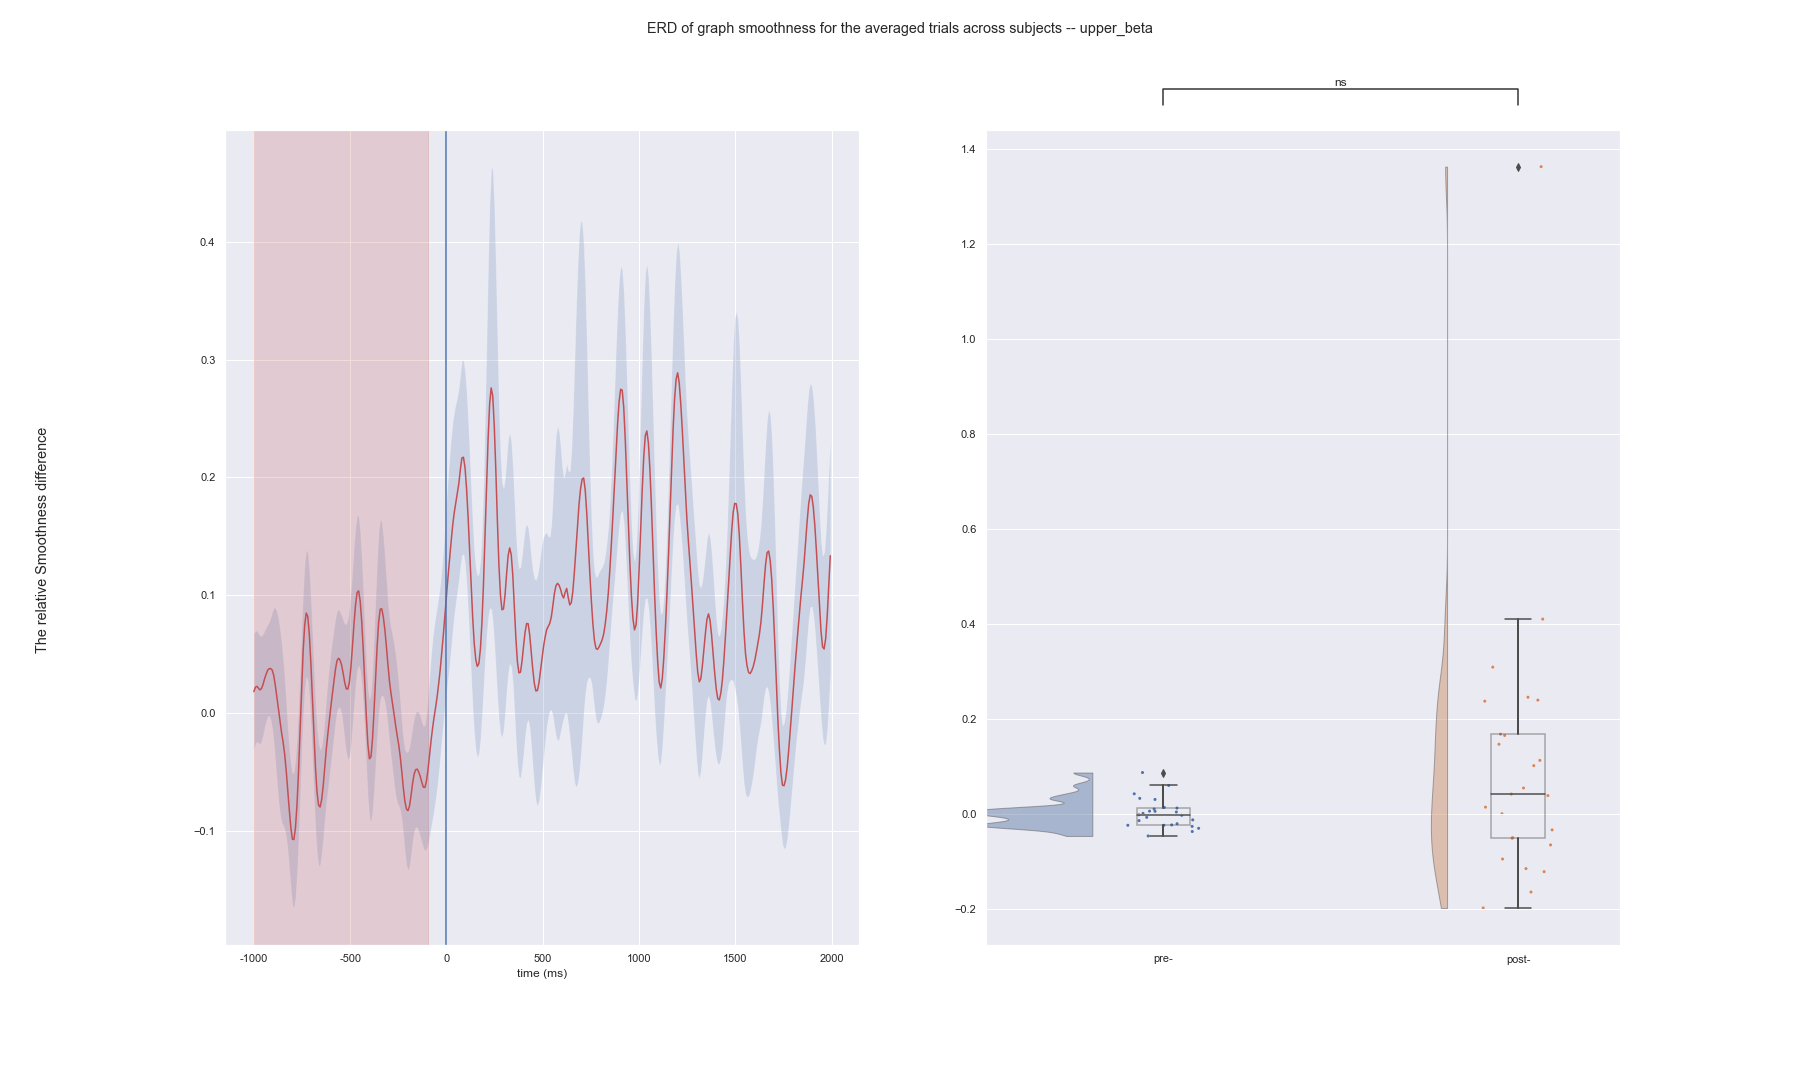 ERD of graph smoothness for the averaged trials across subjects -- upper_beta
The relative Smoothness difference
0.4
0.3
0.2
0.1
0.0
−0.1
-1000 -500 0 500 1000 1500 2000
time (ms)
ns
1.4
1.2
1.0
0.8
0.6
0.4
0.2
0.0
−0.2
pre- post-